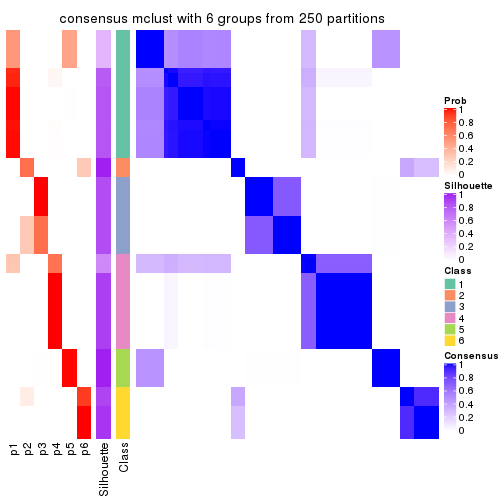 consensus mclust with 6 groups from 250 partitions
Prob
1
0.8
0.6
0.4
0.2
0
Silhouette
1
0.8
0.6
0.4
0.2
0
Class
1
2
3
4
5
6
Consensus
1
0.8
0.6
0.4
0.2
0
p1
p2
p3
p4
p5
p6
Silhouette
Class